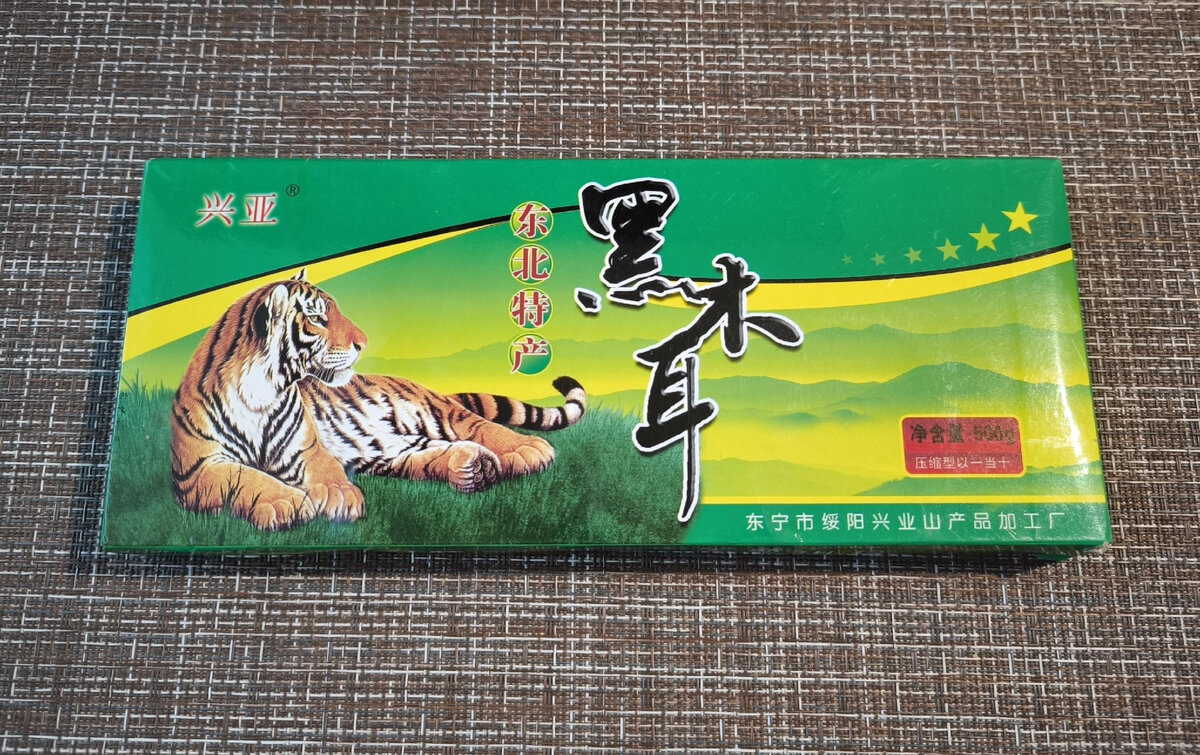 兴亚®
东北特产
黑木耳
净含量:500g
压缩型以一当十
东宁市绥阳兴业山产品加工厂